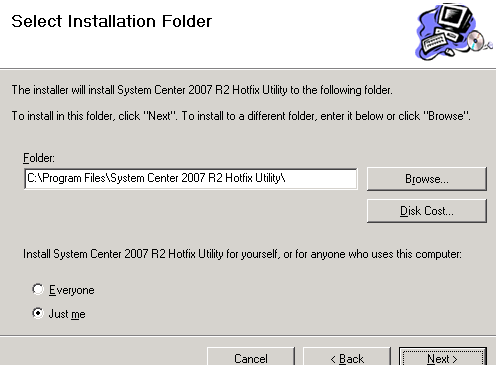 Select Installation Folder
The installer will install System Center 2007 R2 Hotfix Utility to the following folder.
To install in this folder, click "Next". To install to a different folder, enter it below or click "Browse".
Folder:
C:\Program Files\System Center 2007 R2 Hotfix Utility\
Browse...
Disk Cost...
Install System Center 2007 R2 Hotfix Utility for yourself, or for anyone who uses this computer:
Everyone
Just me
Cancel
< Back
Next >